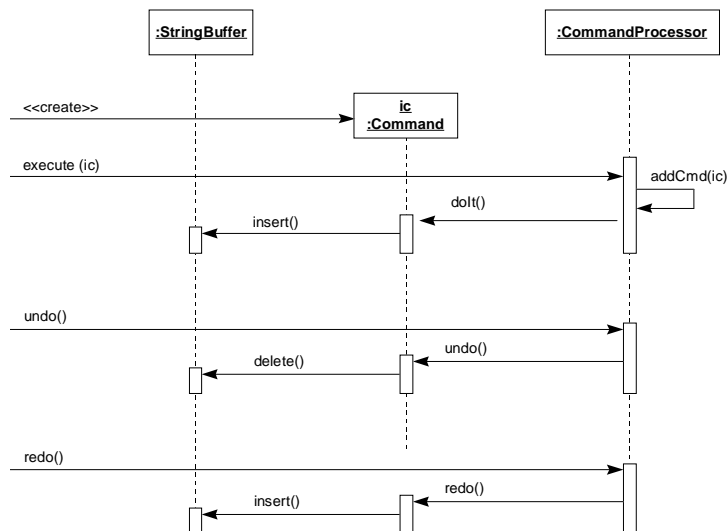 :StringBuffer
:CommandProcessor
<<create>>
ic
:Command
execute (ic)
addCmd(ic)
doIt()
insert()
undo()
undo()
delete()
redo()
redo()
insert()